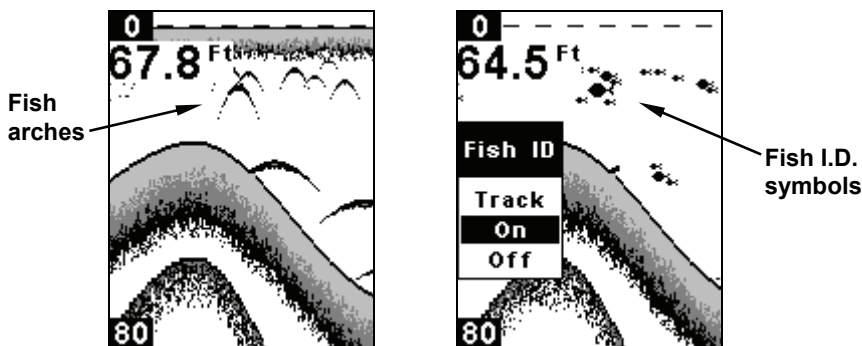 0
67.8 Ft
Fish
arches
80
0
64.5 Ft
Fish ID
Track
On
Off
80
Fish I.D.
symbols